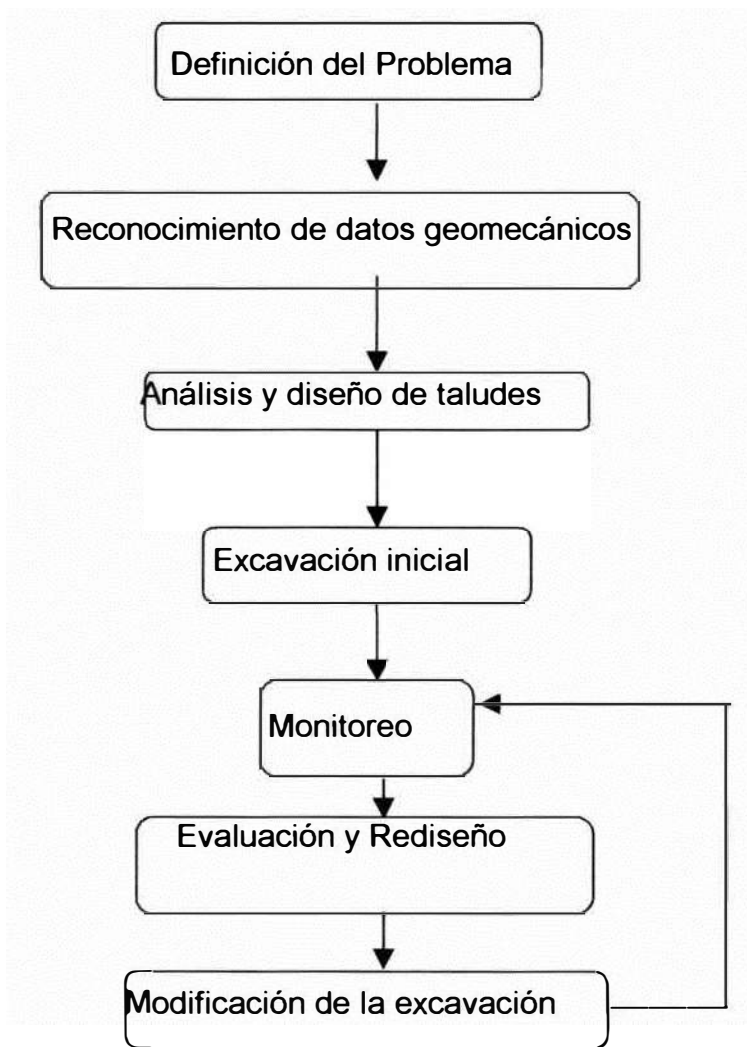 Definición del Problema
Reconocimiento de datos geomecánicos
Análisis y diseño de taludes
Excavación inicial
Monitoreo
Evaluación y Rediseño
Modificación de la excavación